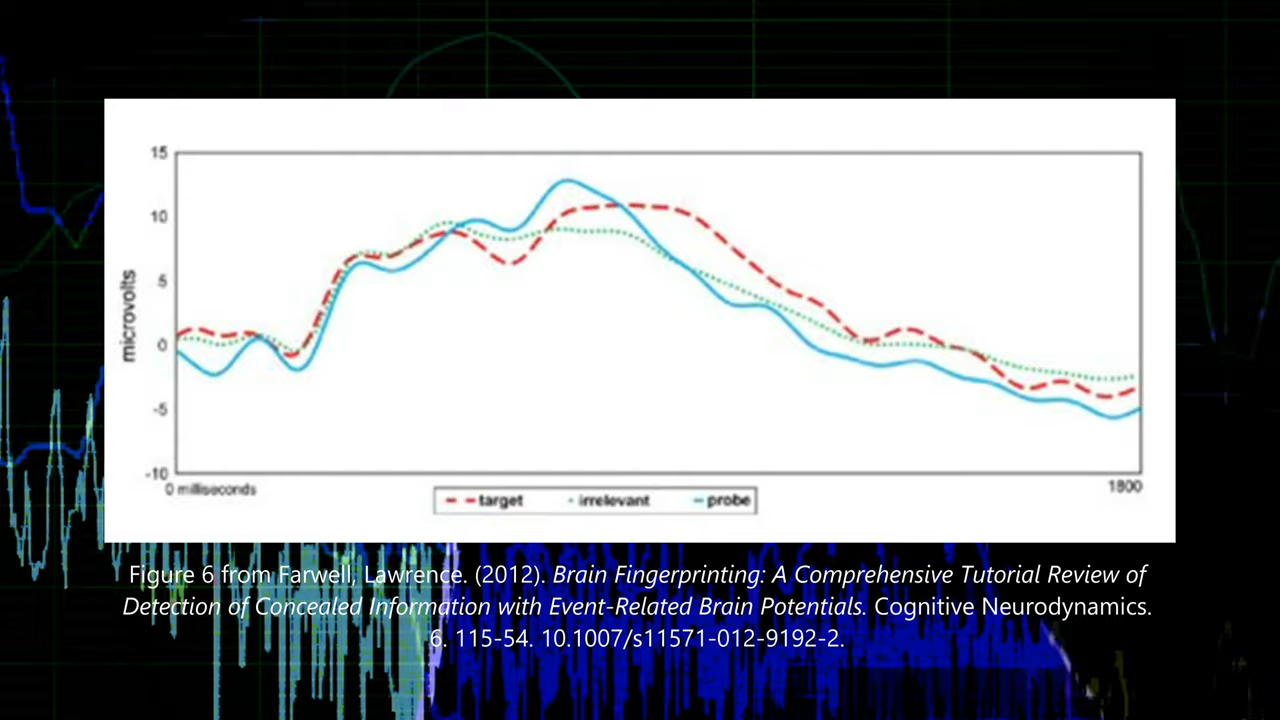 15
10
microvolts
5
0
-5
-10
0 milliseconds
1800
target irrelevant probe
Figure 6 from Farwell, Lawrence. (2012). Brain Fingerprinting: A Comprehensive Tutorial Review of
Detection of Concealed Information with Event-Related Brain Potentials. Cognitive Neurodynamics.
6. 115-54. 10.1007/s11571-012-9192-2.